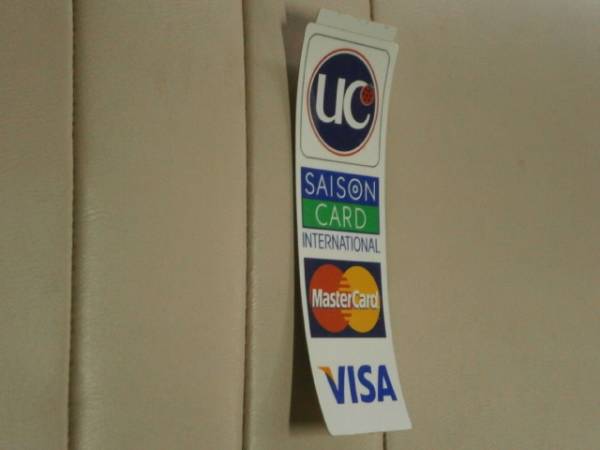 UC
SAISON
CARD
INTERNATIONAL
MasterCard
VISA